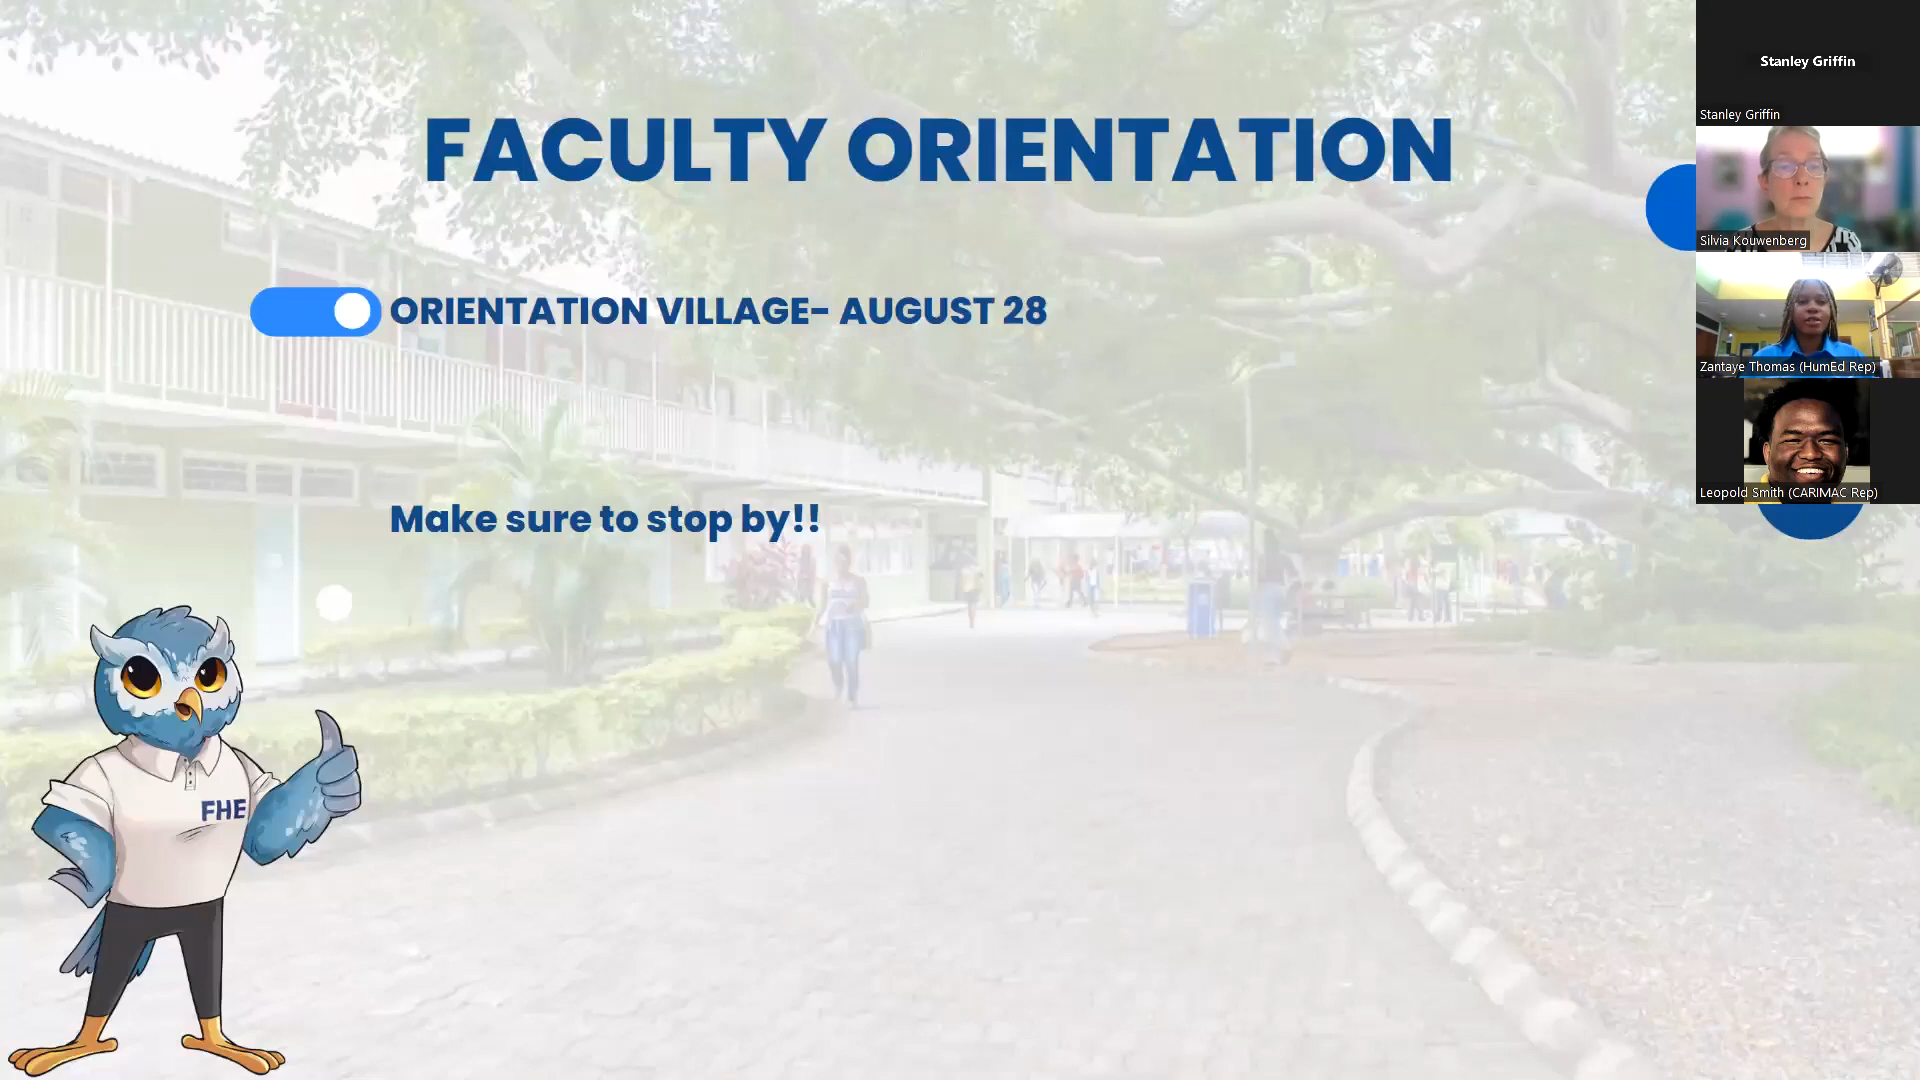 FACULTY ORIENTATION
ORIENTATION VILLAGE– AUGUST 28
Make sure to stop by!!
FHE
Stanley Griffin
Stanley Griffin
Silvia Kouwenberg
Zantaye Thomas (HumEd Rep)
Leopold Smith (CARIMAC Rep)